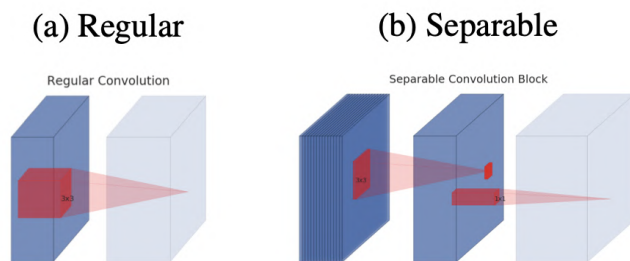 (a) Regular
(b) Separable
Regular Convolution
Separable Convolution Block
3x3
3x3
1x1